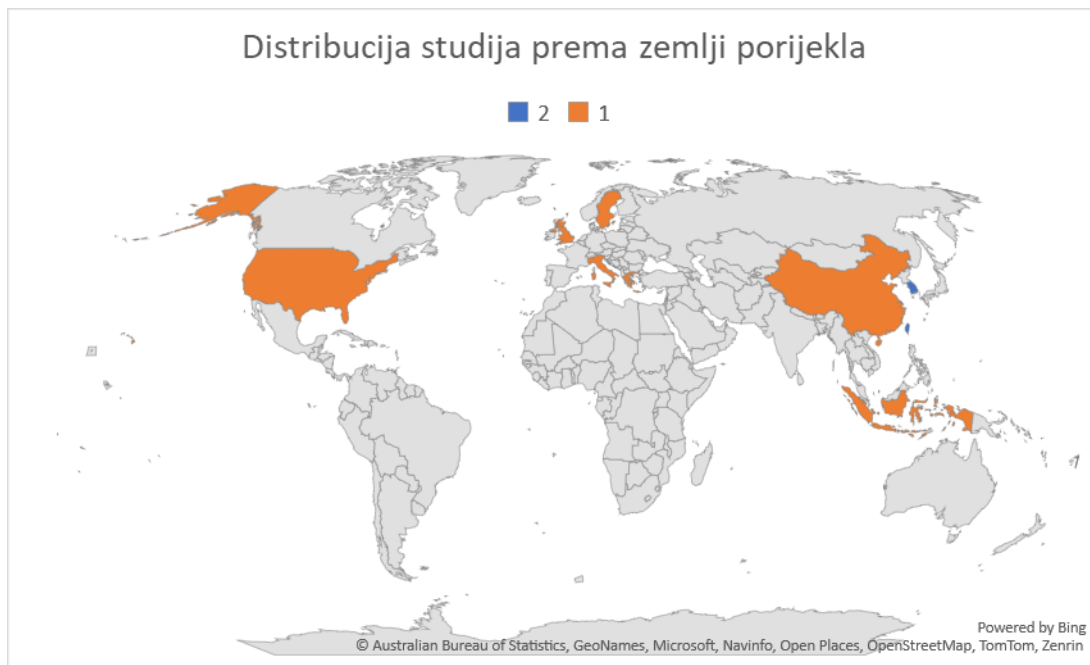 Distribucija studija prema zemlji porijekla
2 1
Powered by Bing
© Australian Bureau of Statistics, GeoNames, Microsoft, Navinfo, Open Places, OpenStreetMap, TomTom, Zenrin